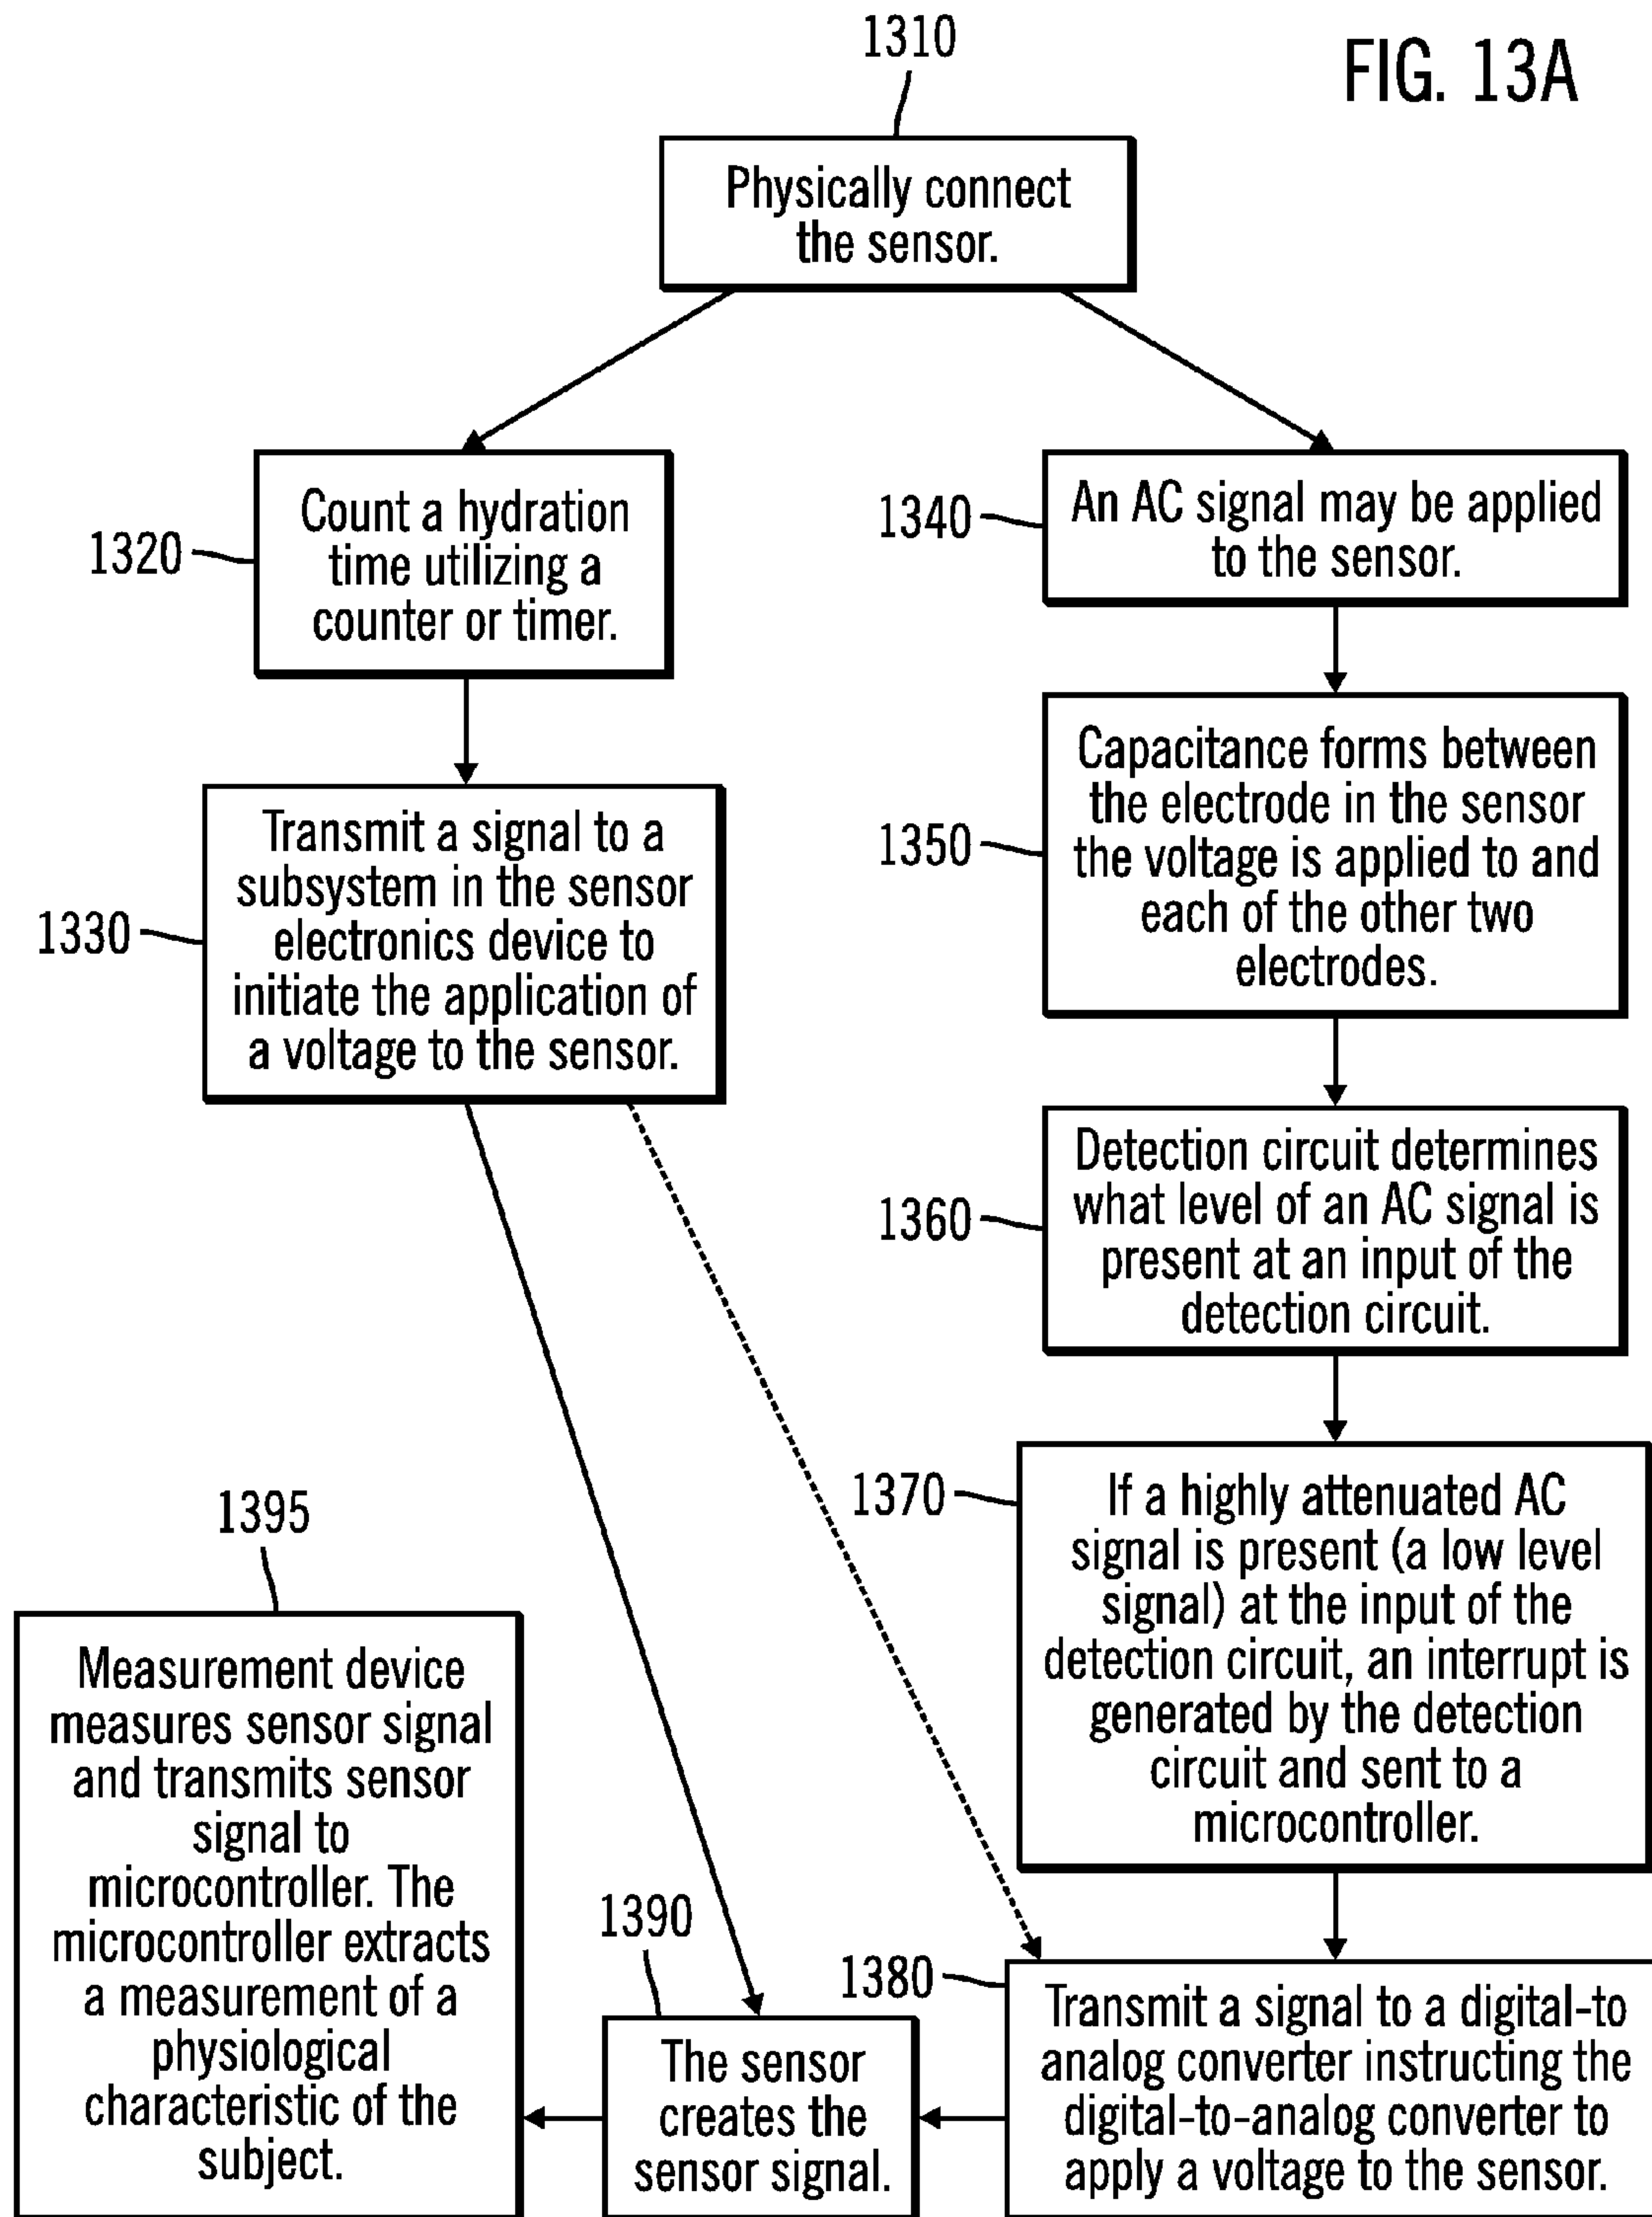 FIG. 13A
1310
Physically connect
the sensor.
1320
Count a hydration
time utilizing a
counter or timer.
1330
Transmit a signal to a
subsystem in the sensor
electronics device to
initiate the application of
a voltage to the sensor.
1340
An AC signal may be applied
to the sensor.
1350
Capacitance forms between
the electrode in the sensor
the voltage is applied to and
each of the other two
electrodes.
1360
Detection circuit determines
what level of an AC signal is
present at an input of the
detection circuit.
1370
If a highly attenuated AC
signal is present (a low level
signal) at the input of the
detection circuit, an interrupt is
generated by the detection
circuit and sent to a
microcontroller.
1380
Transmit a signal to a digital-to
analog converter instructing the
digital-to-analog converter to
apply a voltage to the sensor.
1390
The sensor
creates the
sensor signal.
1395
Measurement device
measures sensor signal
and transmits sensor
signal to
microcontroller. The
microcontroller extracts
a measurement of a
physiological
characteristic of the
subject.